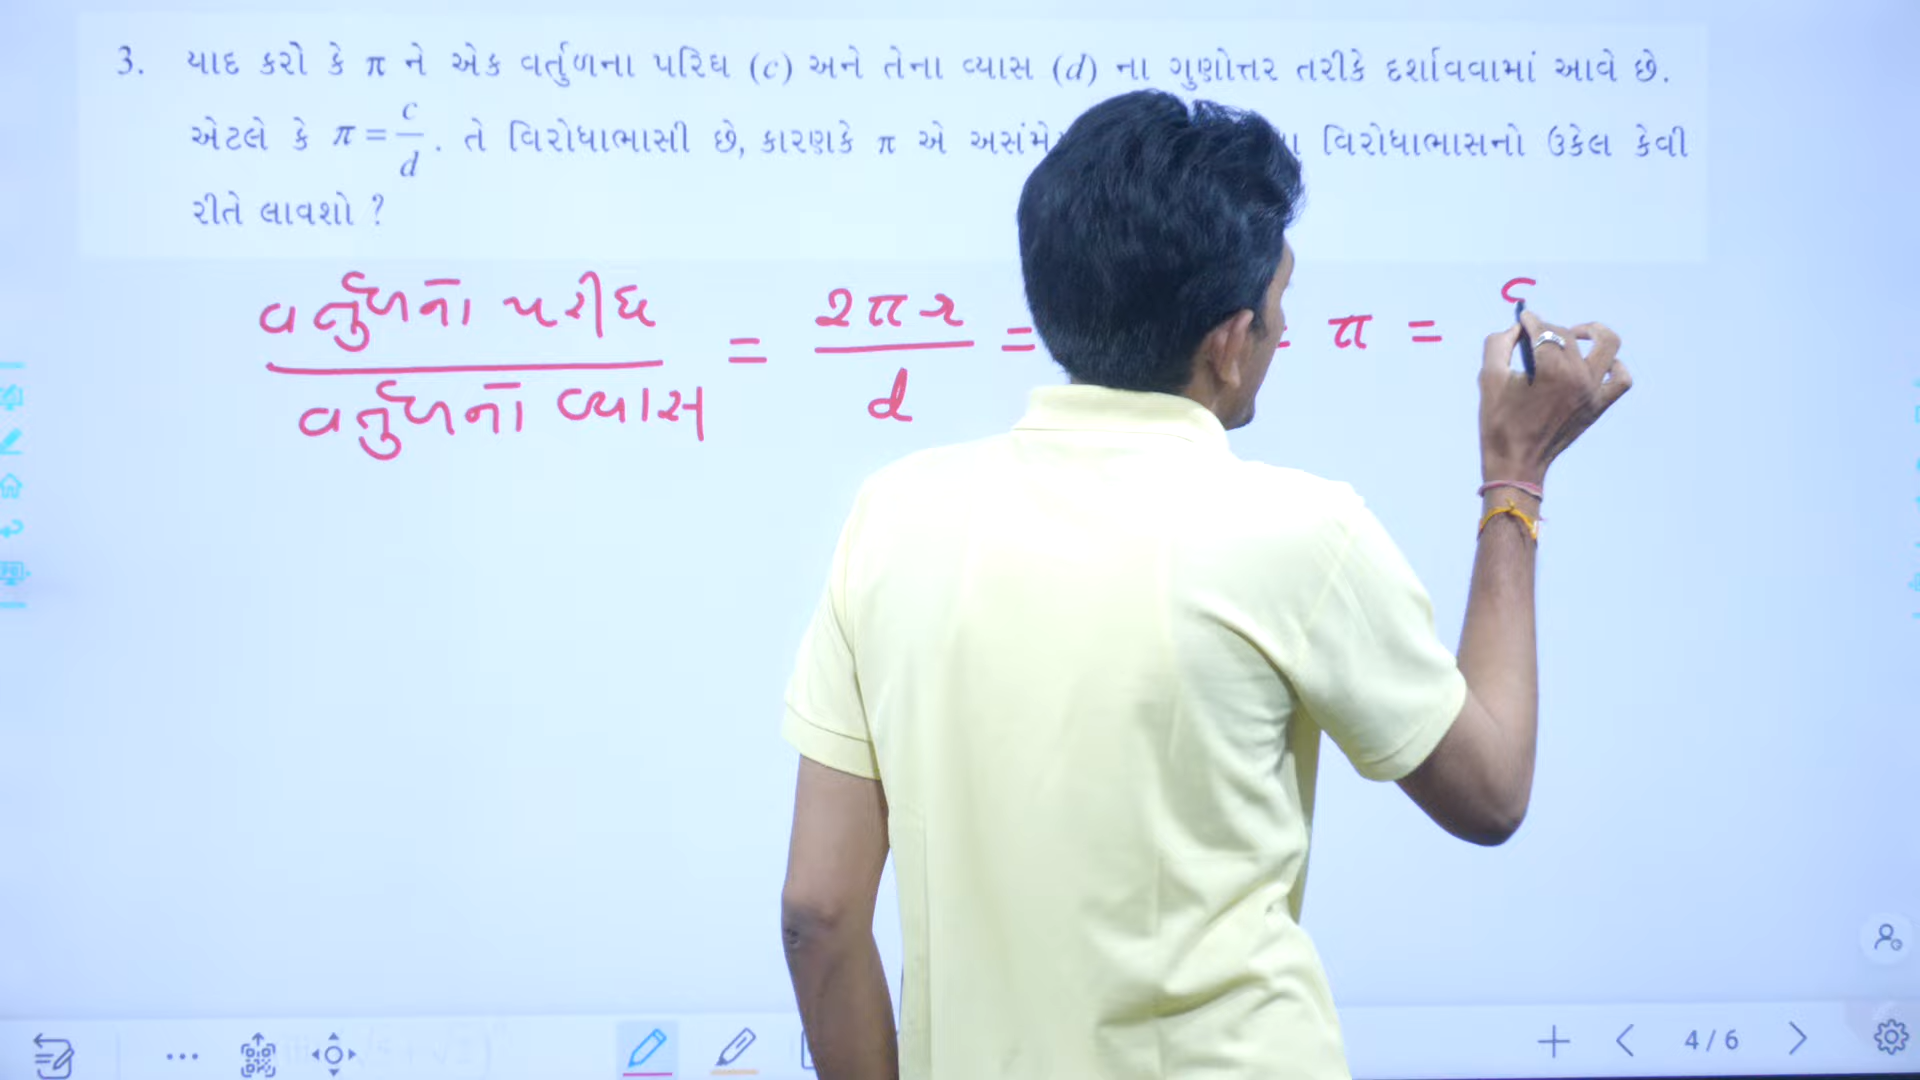 3. યાદ કરો કે π ને એક વર્તુળના પરિઘ (c) અને તેના વ્યાસ (d) ના ગુણોત્તર તરીકે દર્શાવવામાં આવે છે.
એટલે કે π = c/d. તે વિરોધાભાસી છે, કારણકે π એ વિરોધાભાસનો ઉકેલ કેવી
રીતે લાવશો ?
વર્તુળનો પરીઘ / વર્તુળનો વ્યાસ = 2πr / d = = π =
4/6